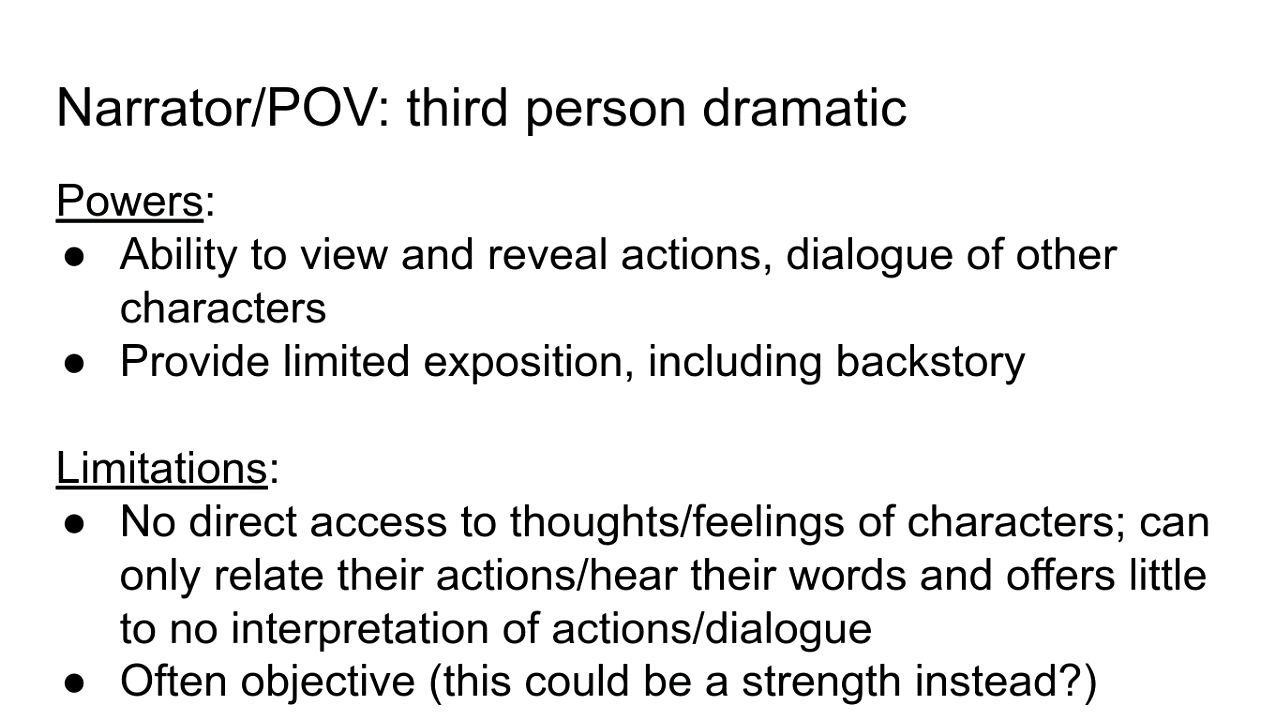 Narrator/POV: third person dramatic
Powers:
● Ability to view and reveal actions, dialogue of other
characters
● Provide limited exposition, including backstory
Limitations:
● No direct access to thoughts/feelings of characters; can
only relate their actions/hear their words and offers little
to no interpretation of actions/dialogue
● Often objective (this could be a strength instead?)